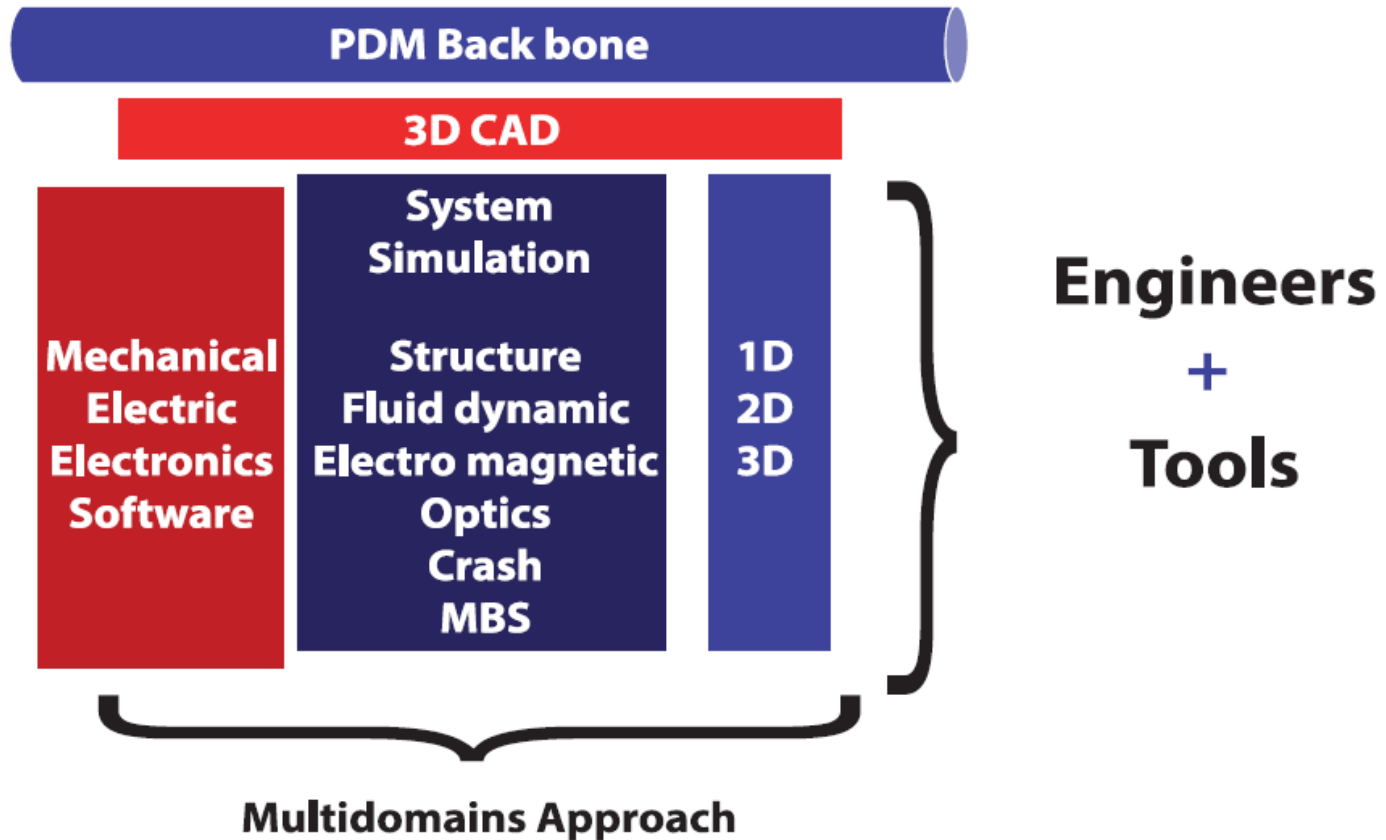 PDM Back bone
3D CAD
Mechanical
Electric
Electronics
Software
System
Simulation
Structure
Fluid dynamic
Electro magnetic
Optics
Crash
MBS
1D
2D
3D
Engineers
+
Tools
Multidomains Approach